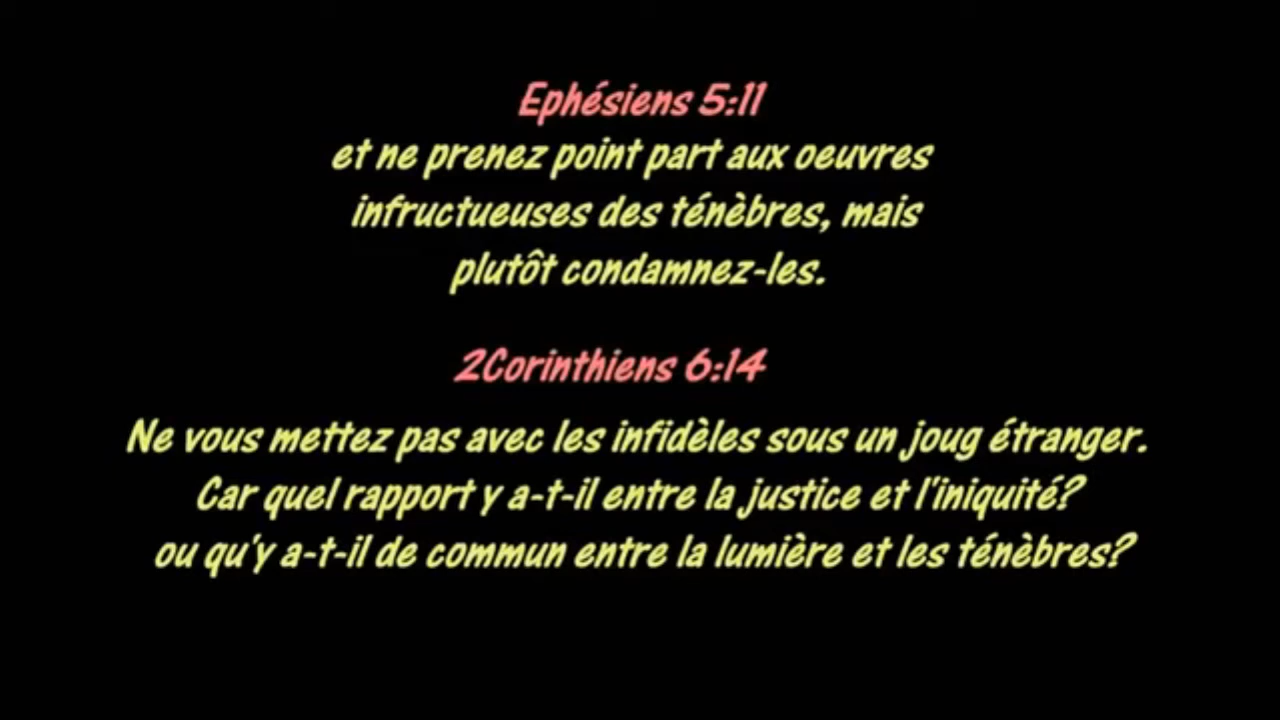 Ephésiens 5:11
et ne prenez point part aux oeuvres
infructueuses des ténèbres, mais
plutôt condamnez-les.
2Corinthiens 6:14
Ne vous mettez pas avec les infidèles sous un joug étranger.
Car quel rapport y a-t-il entre la justice et l'iniquité?
ou qu'y a-t-il de commun entre la lumière et les ténèbres?